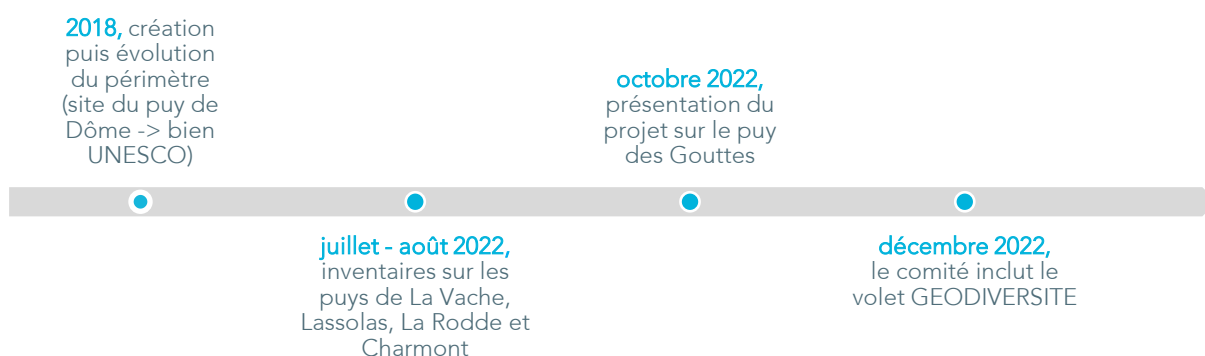 2018, création
puis évolution
du périmètre
(site du puy de
Dôme -> bien
UNESCO)
juillet - août 2022,
inventaires sur les
puys de La Vache,
Lassolas, La Rodde et
Charmont
octobre 2022,
présentation du
projet sur le puy
des Gouttes
décembre 2022,
le comité inclut le
volet GEODIVERSITE